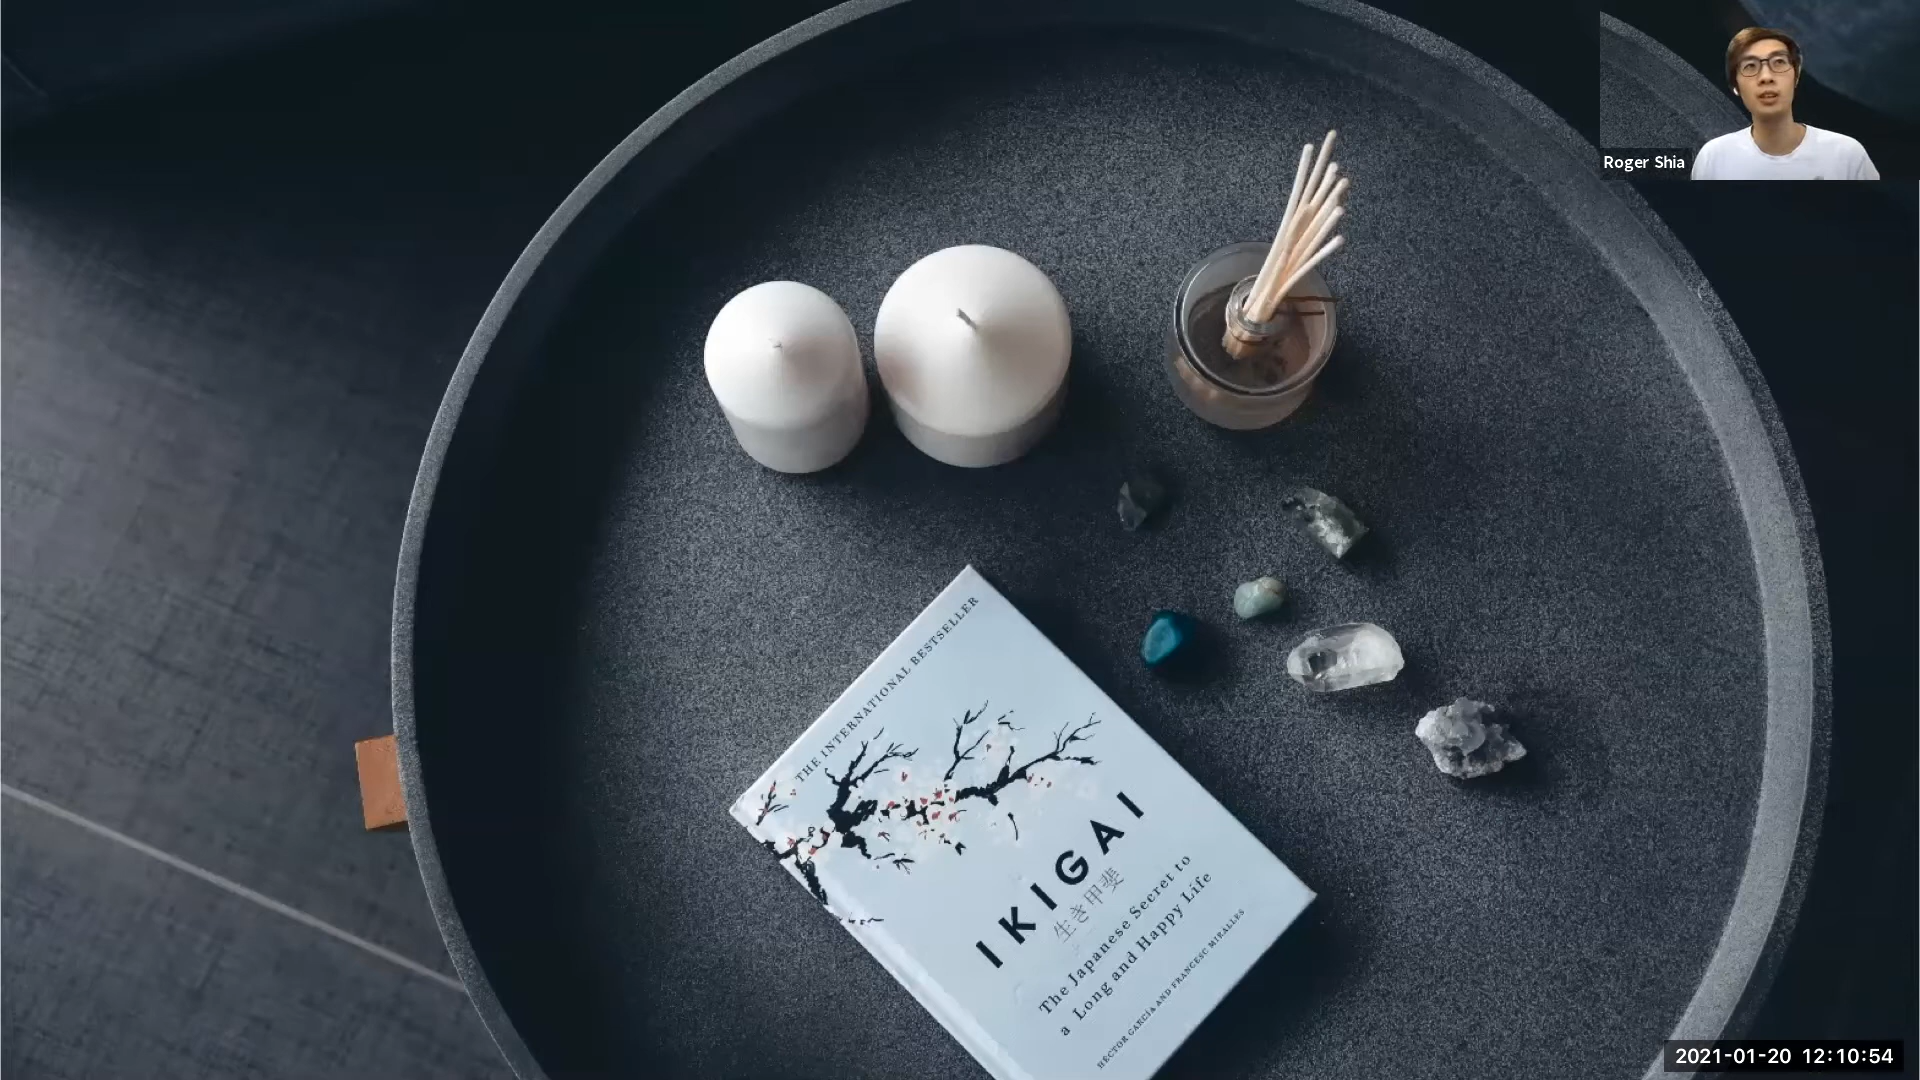 Roger Shia
THE INTERNATIONAL BESTSELLER
IKIGAI
生き甲斐
The Japanese Secret to
a Long and Happy Life
HÉCTOR GARCÍA AND FRANCESC MIRALLES
2021-01-20 12:10:54